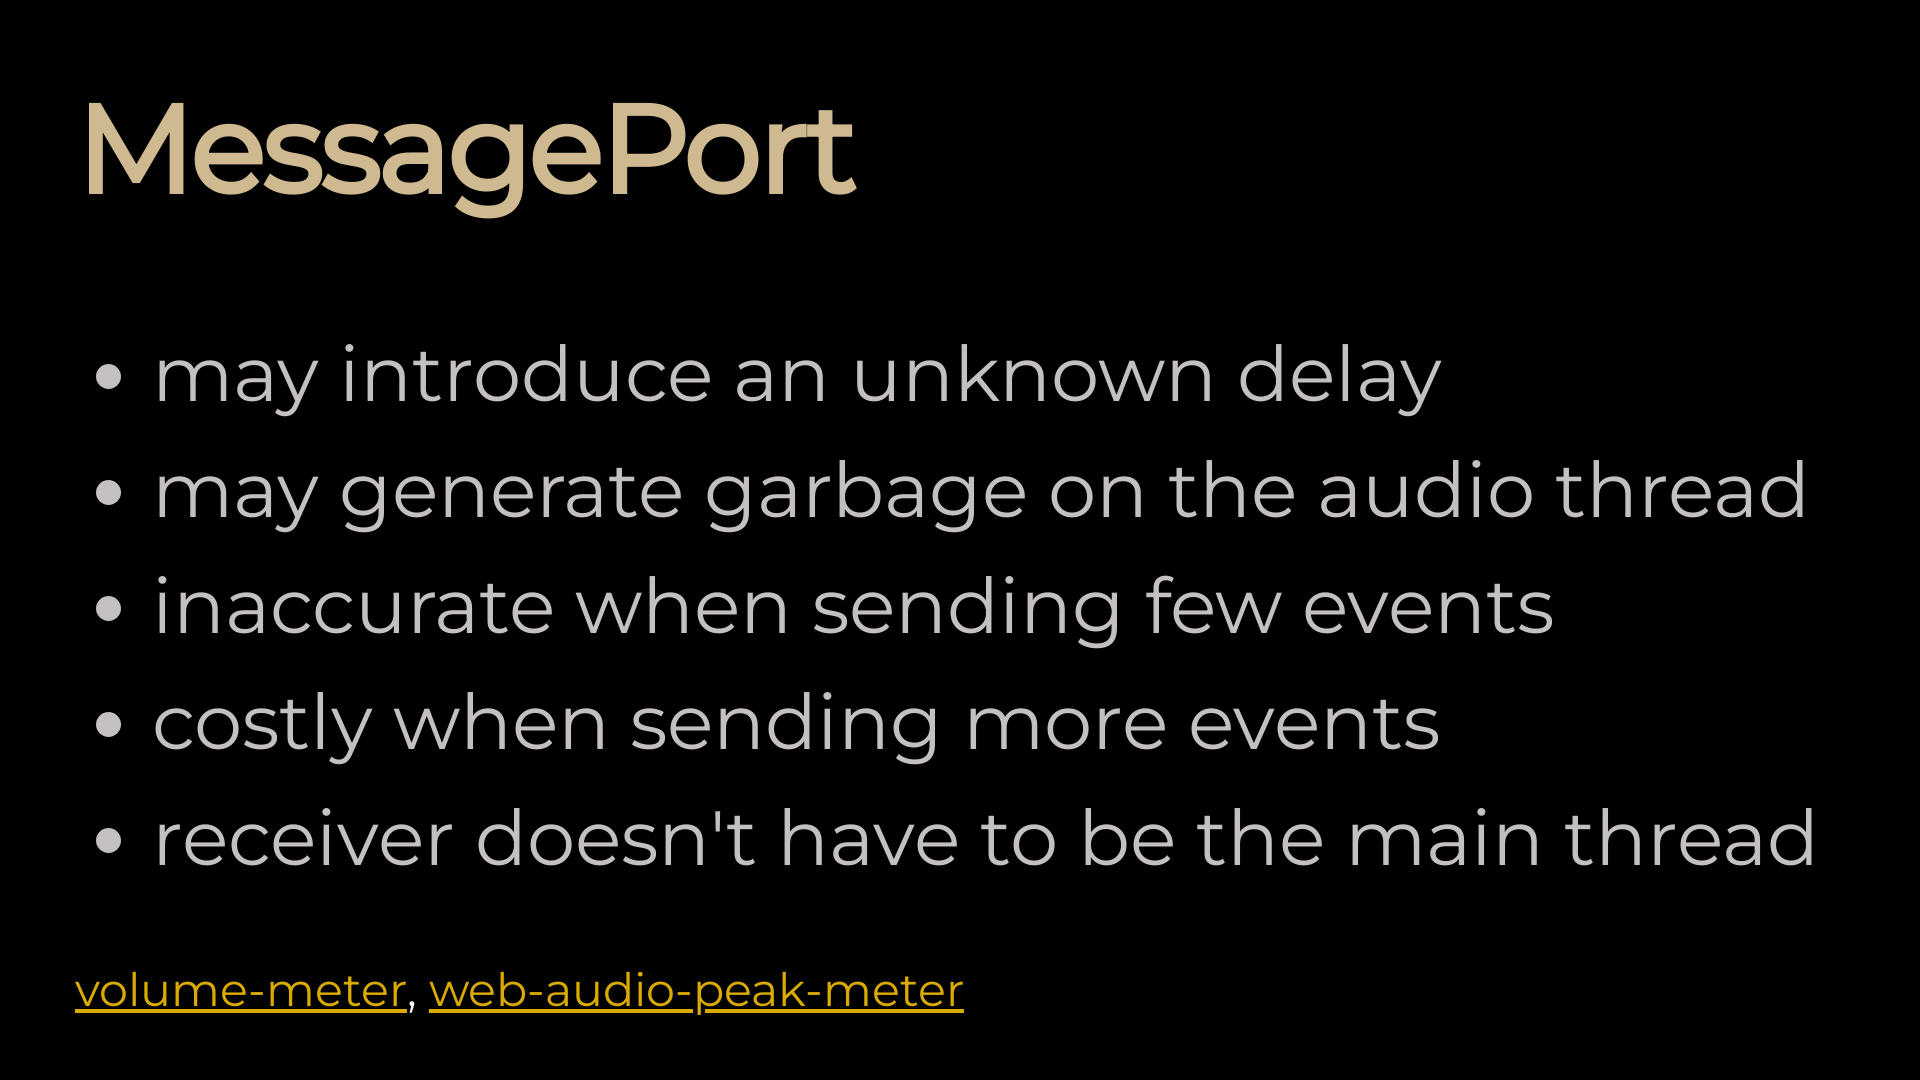 MessagePort
• may introduce an unknown delay
• may generate garbage on the audio thread
• inaccurate when sending few events
• costly when sending more events
• receiver doesn't have to be the main thread
volume-meter, web-audio-peak-meter